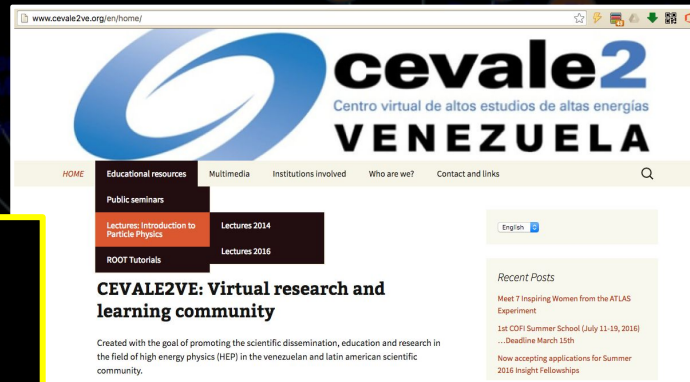 www.cevale2ve.org/en/home/
cevale2
Centro virtual de altos estudios de altas energías
VENEZUELA
HOME Educational resources Multimedia Institutions involved Who are we? Contact and links
Public seminars
Lectures: Introduction to
Particle Physics
Lectures 2014
Lectures 2016
ROOT Tutorials
CEVALE2VE: Virtual research and
learning community
Created with the goal of promoting the scientific dissemination, education and research in
the field of high energy physics (HEP) in the venezuelan and latin american scientific
community.
English
Recent Posts
Meet 7 Inspiring Women from the ATLAS
Experiment
1st COFI Summer School (July 11-19, 2016)
…Deadline March 15th
Now accepting applications for Summer
2016 Insight Fellowships